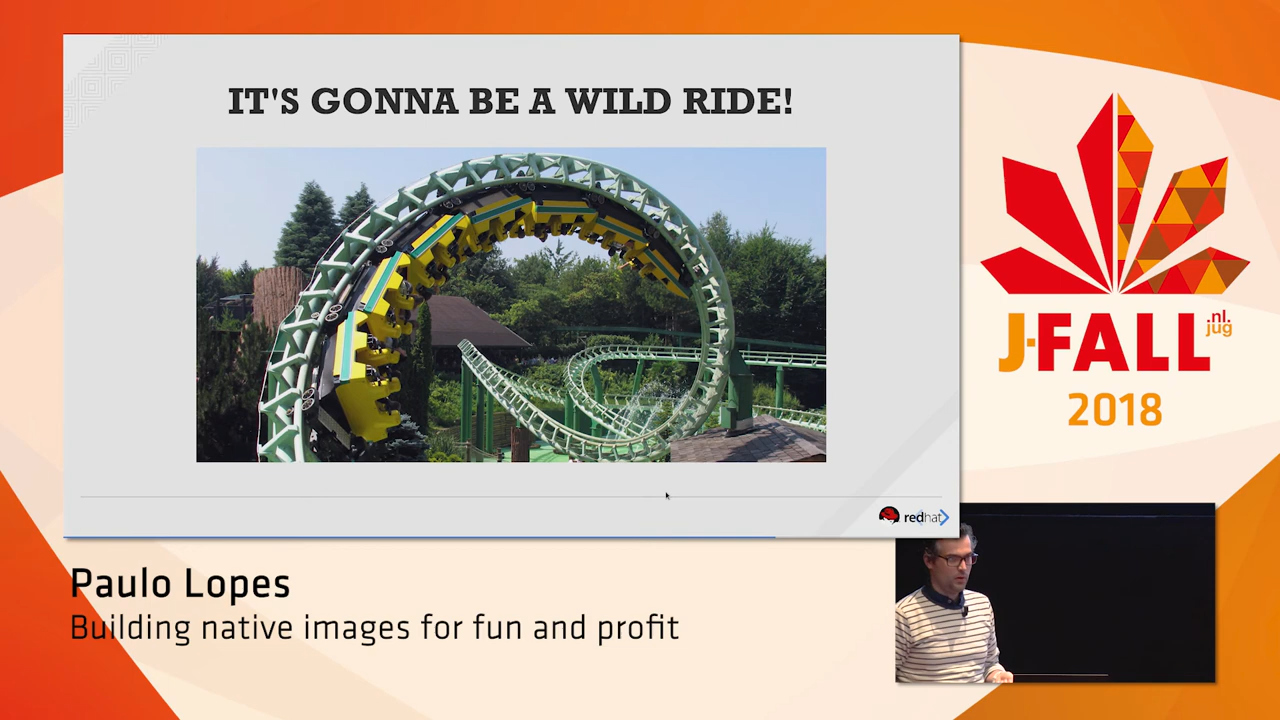 IT'S GONNA BE A WILD RIDE!
redhat
J-FALL
nl.
jug
2018
Paulo Lopes
Building native images for fun and profit